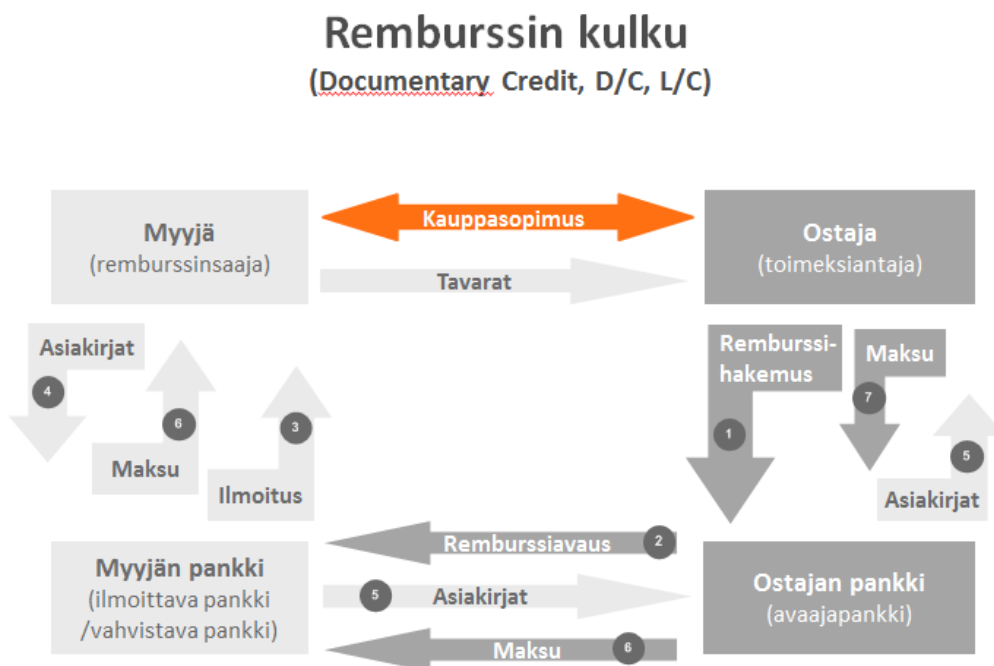 Remburssin kulku
(Documentary Credit, D/C, L/C)
Myyjä
(remburssinsaaja)
Kauppasopimus
Tavarat
Ostaja
(toimeksiantaja)
Asiakirjat
4
6
Maksu
3
Ilmoitus
Remburssi-
hakemus
1
Maksu
7
5
Asiakirjat
Myyjän pankki
(ilmoittava pankki
/vahvistava pankki)
Remburssiavaus 2
5 Asiakirjat
Maksu 6
Ostajan pankki
(avaajapankki)